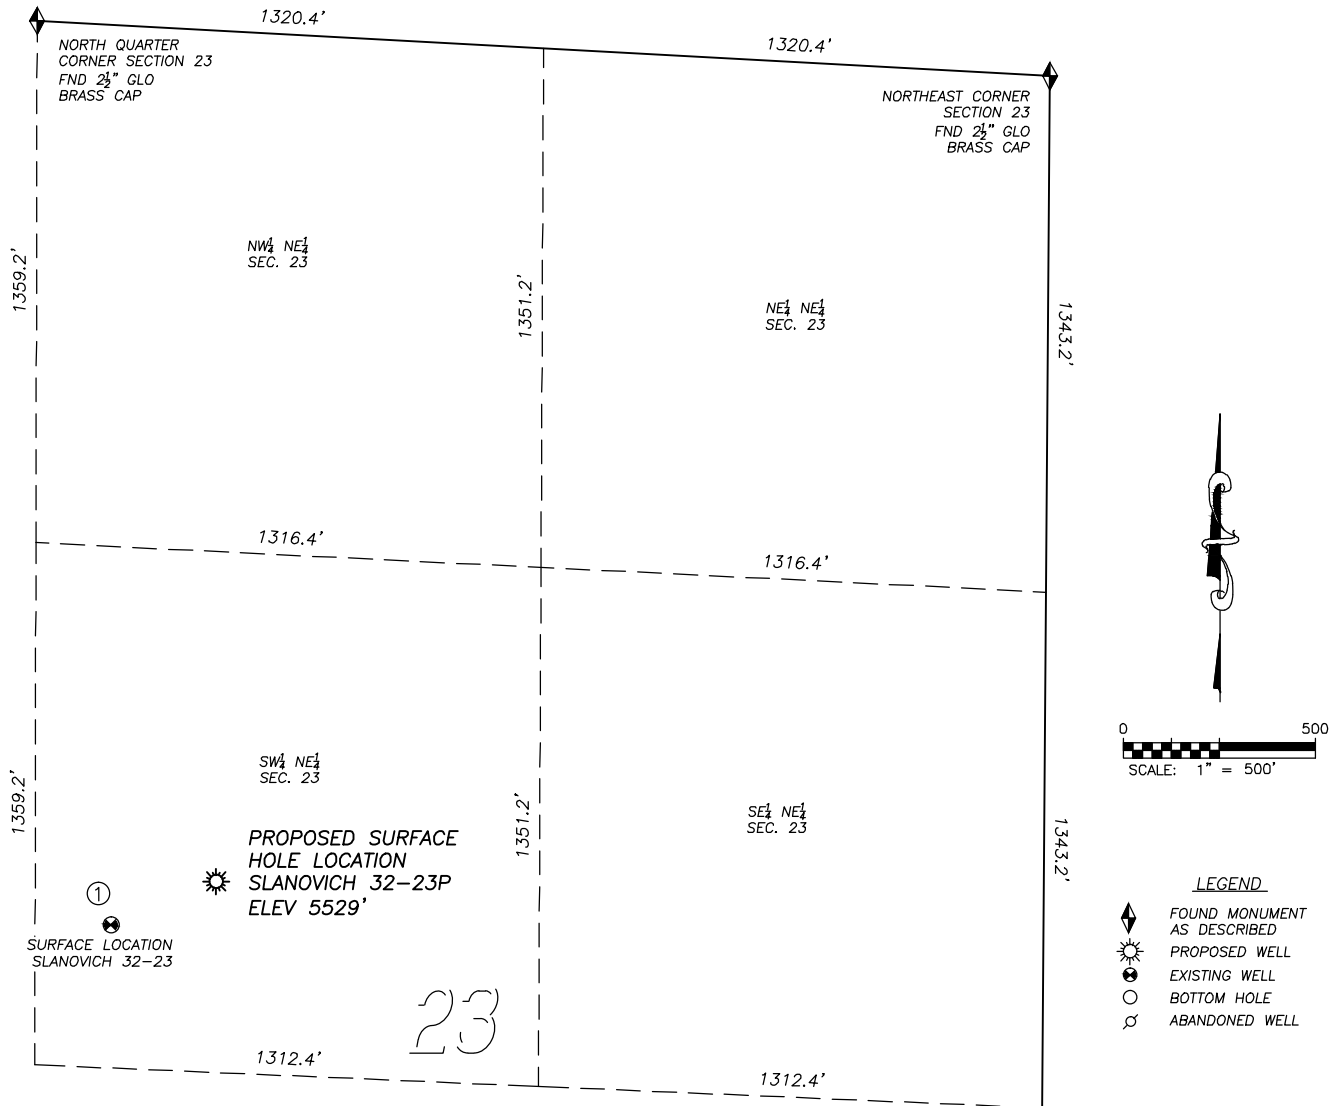 1320.4'
1320.4'
NORTH QUARTER
CORNER SECTION 23
FND 2½" GLO
BRASS CAP
NORTHEAST CORNER
SECTION 23
FND 2½" GLO
BRASS CAP
1359.2'
NW¼ NE¼
SEC. 23
1351.2'
NE¼ NE¼
SEC. 23
1343.2'
1316.4'
1316.4'
0 500
SCALE: 1" = 500'
1359.2'
SW¼ NE¼
SEC. 23
1351.2'
SE¼ NE¼
SEC. 23
1343.2'
PROPOSED SURFACE
HOLE LOCATION
SLANOVICH 32-23P
ELEV 5529'
1
SURFACE LOCATION
SLANOVICH 32-23
23
1312.4'
1312.4'
LEGEND
FOUND MONUMENT
AS DESCRIBED
PROPOSED WELL
EXISTING WELL
BOTTOM HOLE
ABANDONED WELL